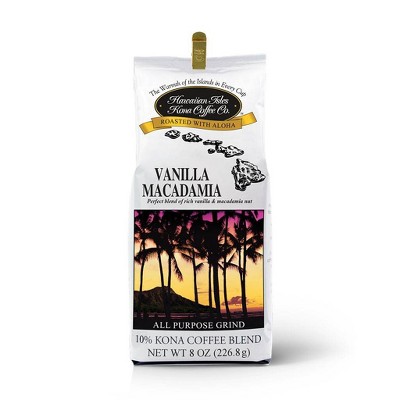 The Warmth of the Islands in Every Cup
Hawaiian Isles
Kona Coffee Co.
ROASTED WITH ALOHA
VANILLA
MACADAMIA
Perfect blend of rich vanilla & macadamia nut
ALL PURPOSE GRIND
10% KONA COFFEE BLEND
NET WT 8 OZ (226.8g)